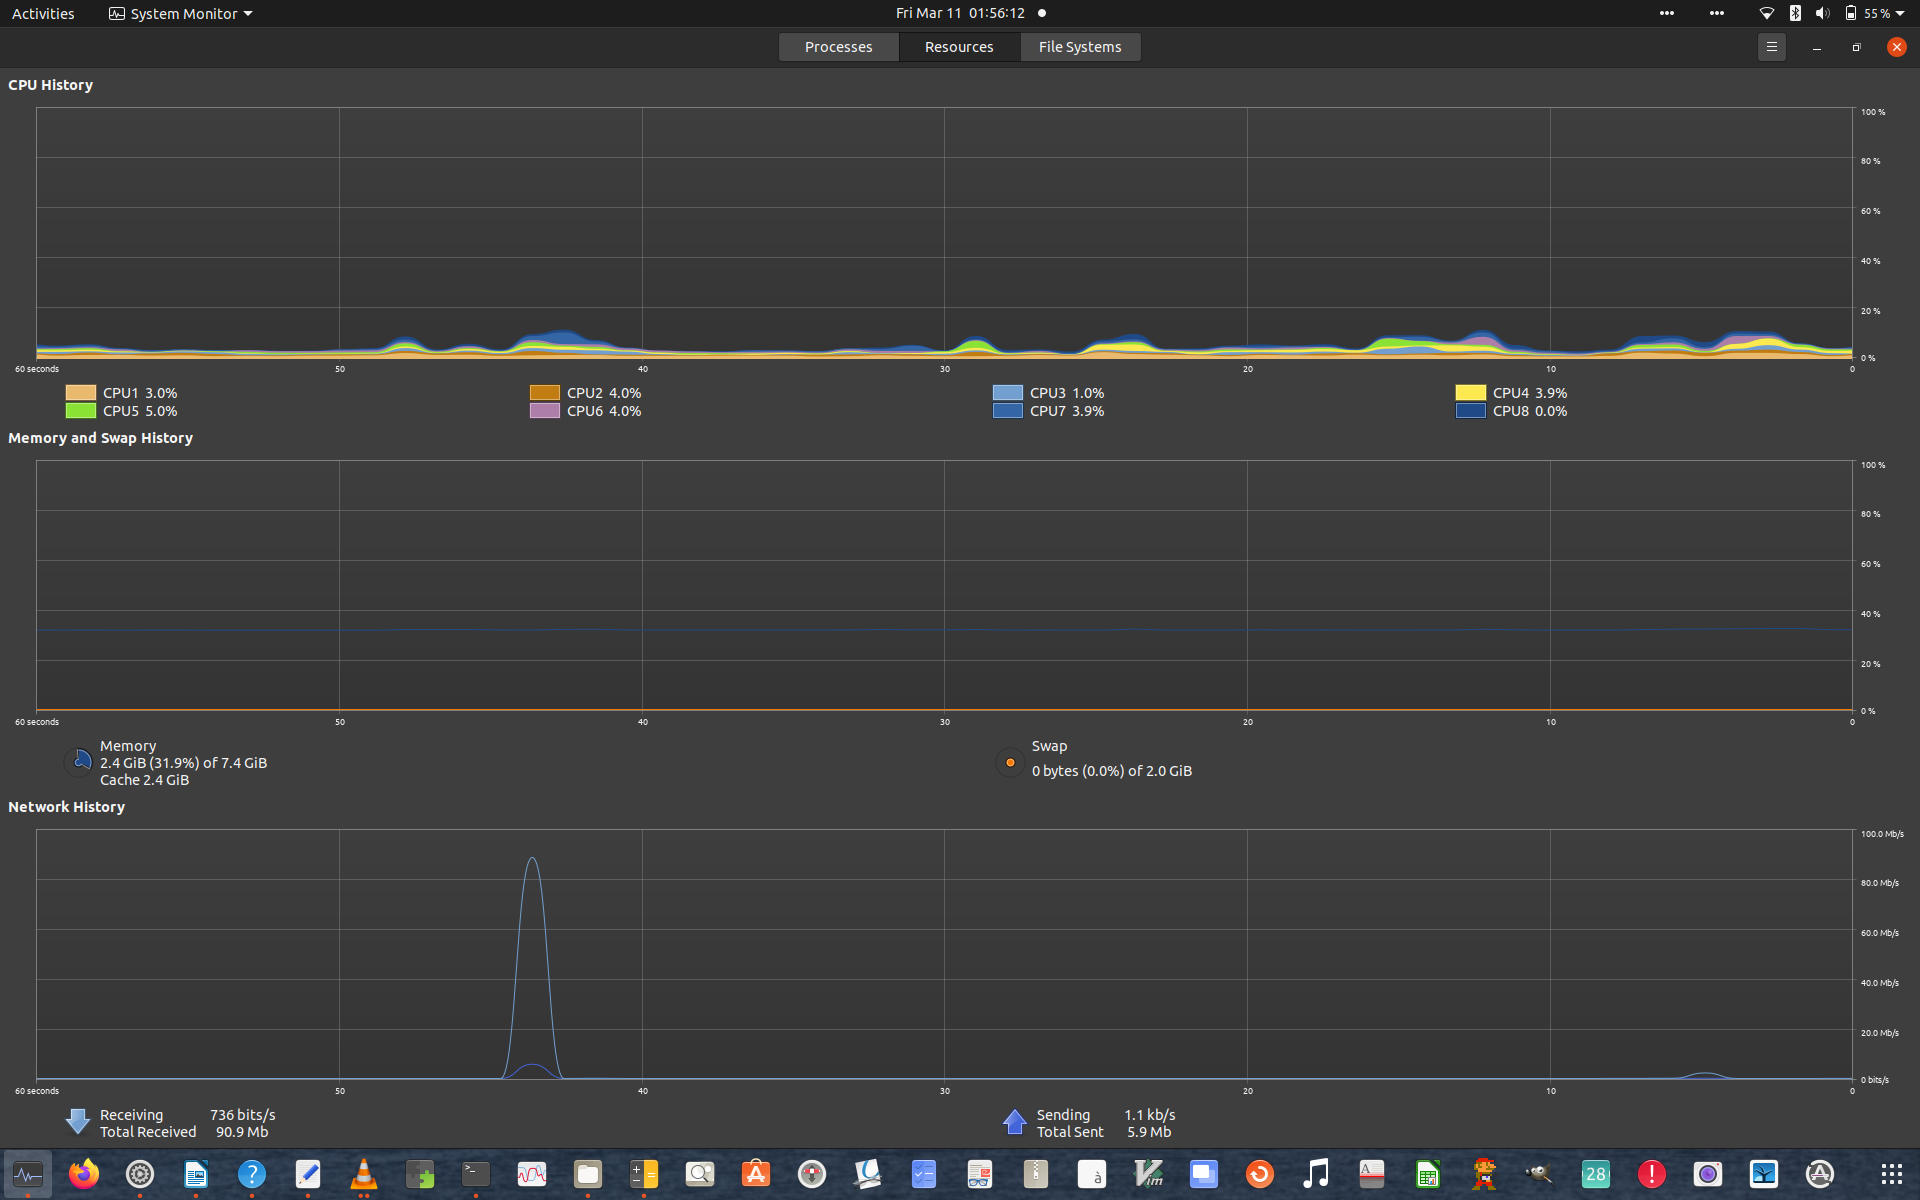 Activities
System Monitor
Fri Mar 11 01:56:12
55 %
Processes
Resources
File Systems
CPU History
100 %
80 %
60 %
40 %
20 %
0 %
60 seconds
50
40
30
20
10
0
CPU1 3.0%
CPU2 4.0%
CPU3 1.0%
CPU4 3.9%
CPU5 5.0%
CPU6 4.0%
CPU7 3.9%
CPU8 0.0%
Memory and Swap History
100 %
80 %
60 %
40 %
20 %
0 %
60 seconds
50
40
30
20
10
0
Memory
2.4 GiB (31.9%) of 7.4 GiB
Cache 2.4 GiB
Swap
0 bytes (0.0%) of 2.0 GiB
Network History
100.0 Mb/s
80.0 Mb/s
60.0 Mb/s
40.0 Mb/s
20.0 Mb/s
0 bits/s
60 seconds
50
40
30
20
10
0
Receiving 736 bits/s
Total Received 90.9 Mb
Sending 1.1 kb/s
Total Sent 5.9 Mb
?
>_
à
Vim
A
28
!